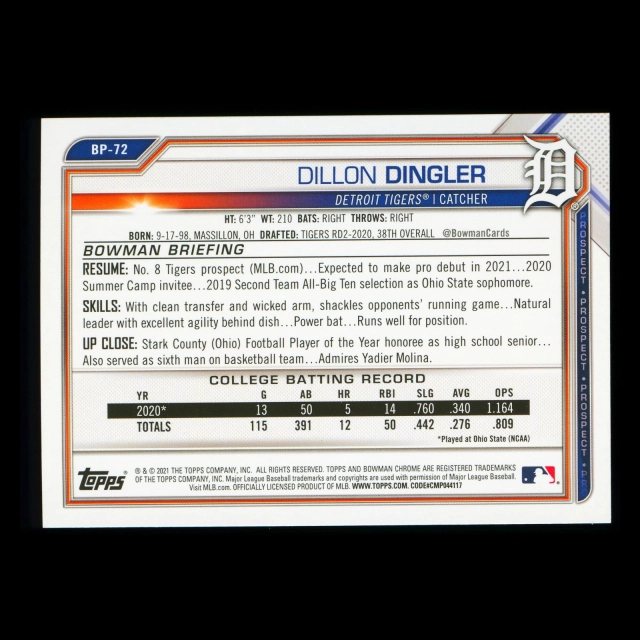 BP-72
DILLON DINGLER
DETROIT TIGERS® | CATCHER
HT: 6'3" WT: 210 BATS: RIGHT THROWS: RIGHT
BORN: 9-17-98, MASSILLON, OH DRAFTED: TIGERS RD2-2020, 38TH OVERALL @BowmanCards
BOWMAN BRIEFING
RESUME: No. 8 Tigers prospect (MLB.com)...Expected to make pro debut in 2021...2020
Summer Camp invitee...2019 Second Team All-Big Ten selection as Ohio State sophomore.
SKILLS: With clean transfer and wicked arm, shackles opponents' running game...Natural
leader with excellent agility behind dish...Power bat...Runs well for position.
UP CLOSE: Stark County (Ohio) Football Player of the Year honoree as high school senior...
Also served as sixth man on basketball team...Admires Yadier Molina.
COLLEGE BATTING RECORD
YR G AB HR RBI SLG AVG OPS
2020* 13 50 5 14 .760 .340 1.164
TOTALS 115 391 12 50 .442 .276 .809
*Played at Ohio State (NCAA)
Topps®
® & © 2021 THE TOPPS COMPANY, INC. ALL RIGHTS RESERVED. TOPPS AND BOWMAN CHROME ARE REGISTERED TRADEMARKS
OF THE TOPPS COMPANY, INC. Major League Baseball trademarks and copyrights are used with permission of Major League Baseball.
Visit MLB.com. OFFICIALLY LICENSED PRODUCT OF MLB. WWW.TOPPS.COM. CODE#CMP044117
D
PROSPECT • PROSPECT • PROSPECT • PROSPECT • PR